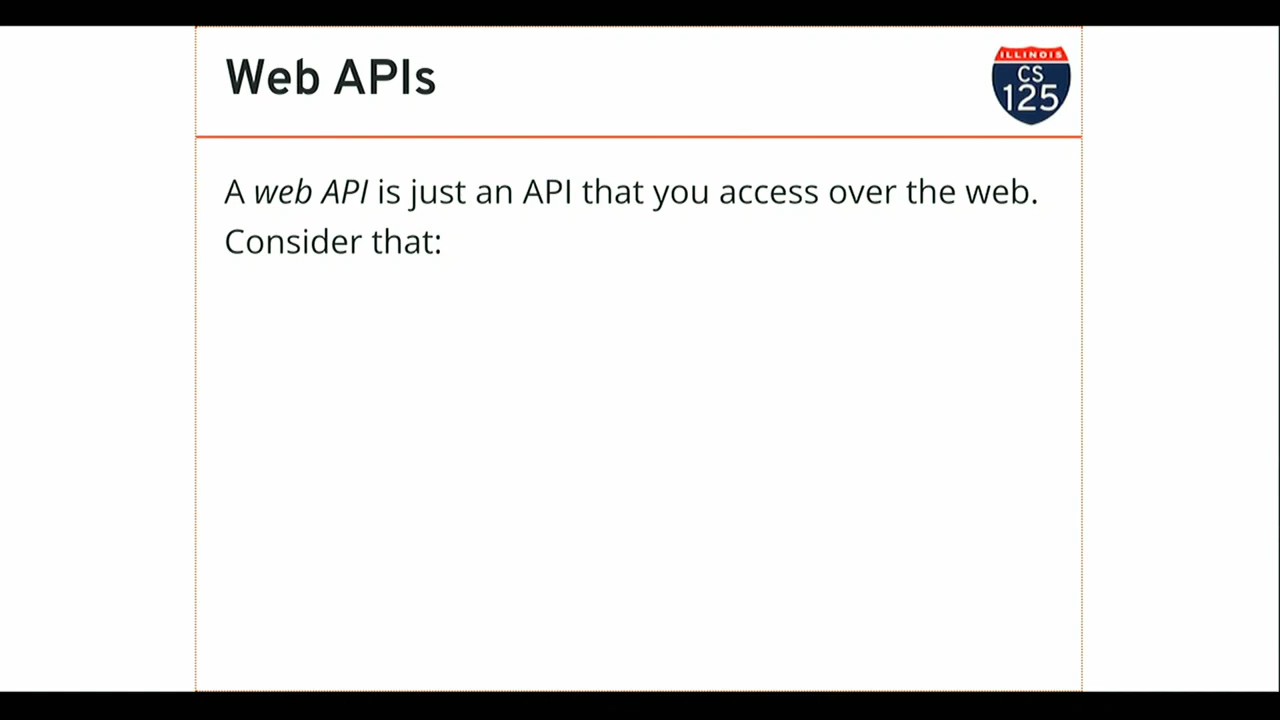 Web APIs
ILLINOIS
CS
125
A web API is just an API that you access over the web.
Consider that: